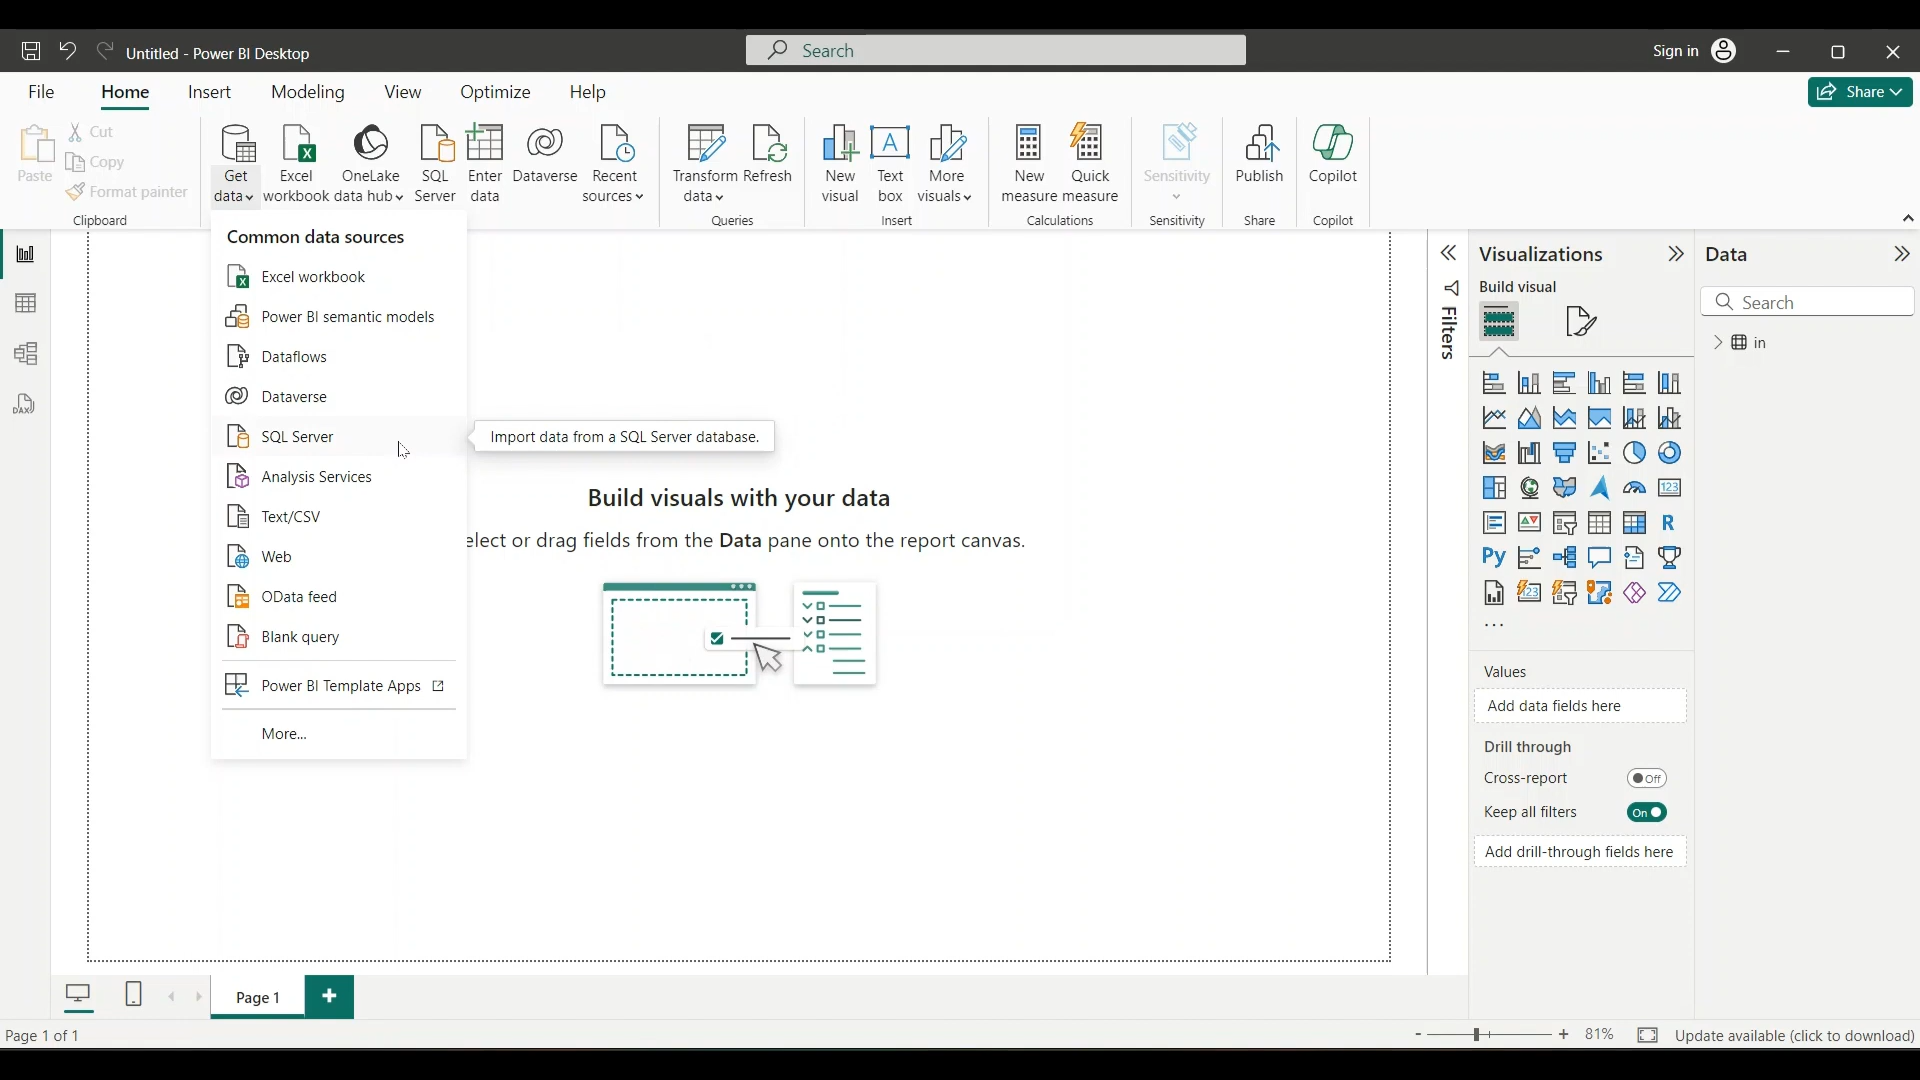 Untitled - Power BI Desktop
Search
Sign in
File
Home
Insert
Modeling
View
Optimize
Help
Share
Paste
Cut
Copy
Format painter
Clipboard
Get data
Excel workbook
OneLake data hub
SQL Server
Enter data
Dataverse
Recent sources
Transform data
Refresh
Queries
New visual
Text box
More visuals
Insert
New measure
Quick measure
Calculations
Sensitivity
Sensitivity
Publish
Share
Copilot
Copilot
Common data sources
Excel workbook
Power BI semantic models
Dataflows
Dataverse
SQL Server
Analysis Services
Text/CSV
Web
OData feed
Blank query
Power BI Template Apps
More...
Import data from a SQL Server database.
Build visuals with your data
elect or drag fields from the Data pane onto the report canvas.
Filters
Visualizations
Build visual
123
R
Py
123
...
Values
Add data fields here
Drill through
Cross-report
Off
Keep all filters
On
Add drill-through fields here
Data
Search
in
DAX
A
Page 1
Page 1 of 1
- + 81%
Update available (click to download)